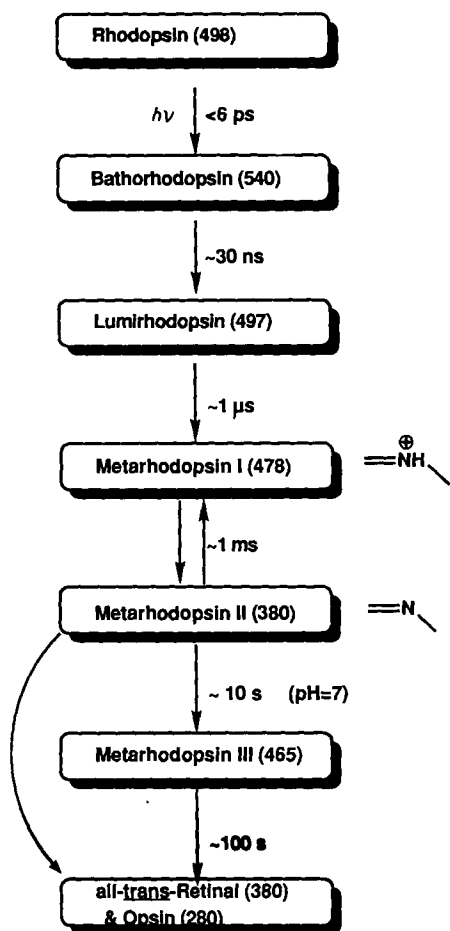 Rhodopsin (498)
hν <6 ps
Bathorhodopsin (540)
~30 ns
Lumirhodopsin (497)
~1 μs
Metarhodopsin I (478) =NH⊕
~1 ms
Metarhodopsin II (380) =N
~ 10 s (pH=7)
Metarhodopsin III (465)
~100 s
all-trans-Retinal (380)
& Opsin (280)